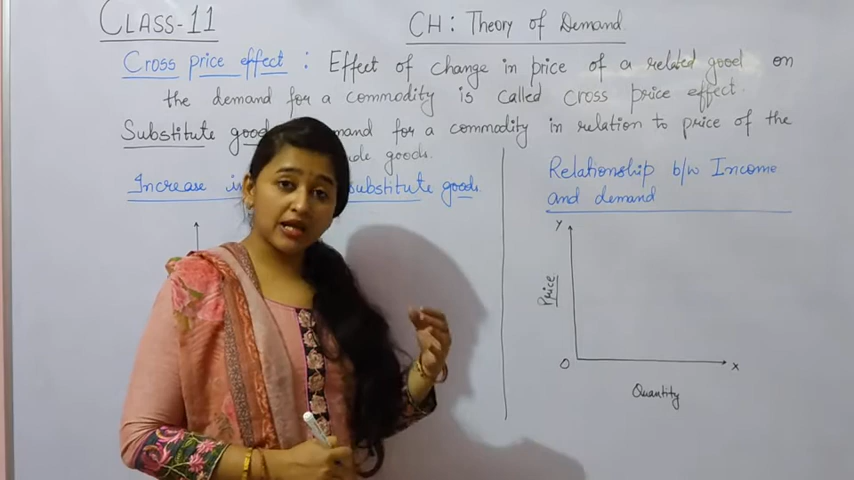 CLASS-11
CH: Theory of Demand
Cross price effect : Effect of change in price of a related good on
the demand for a commodity is called cross price effect.
Substitute goods for a commodity in relation to price of the
goods.
Increase substitute goods
Relationship b/w Income
and demand
Y
Price
O
X
Quantity